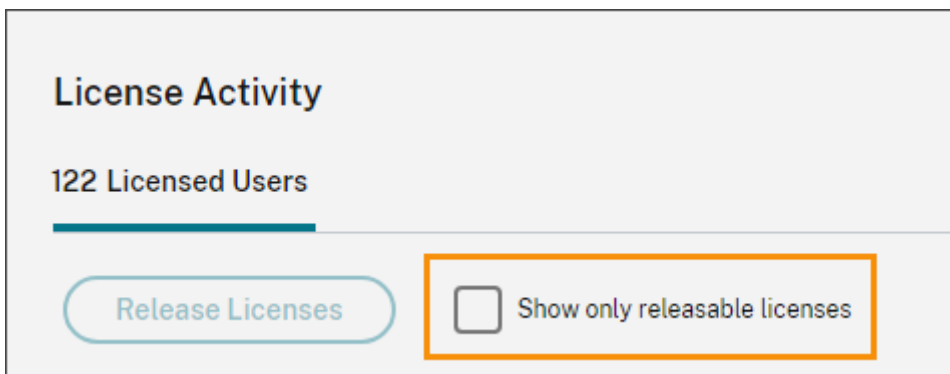 License Activity
122 Licensed Users
Release Licenses
Show only releasable licenses